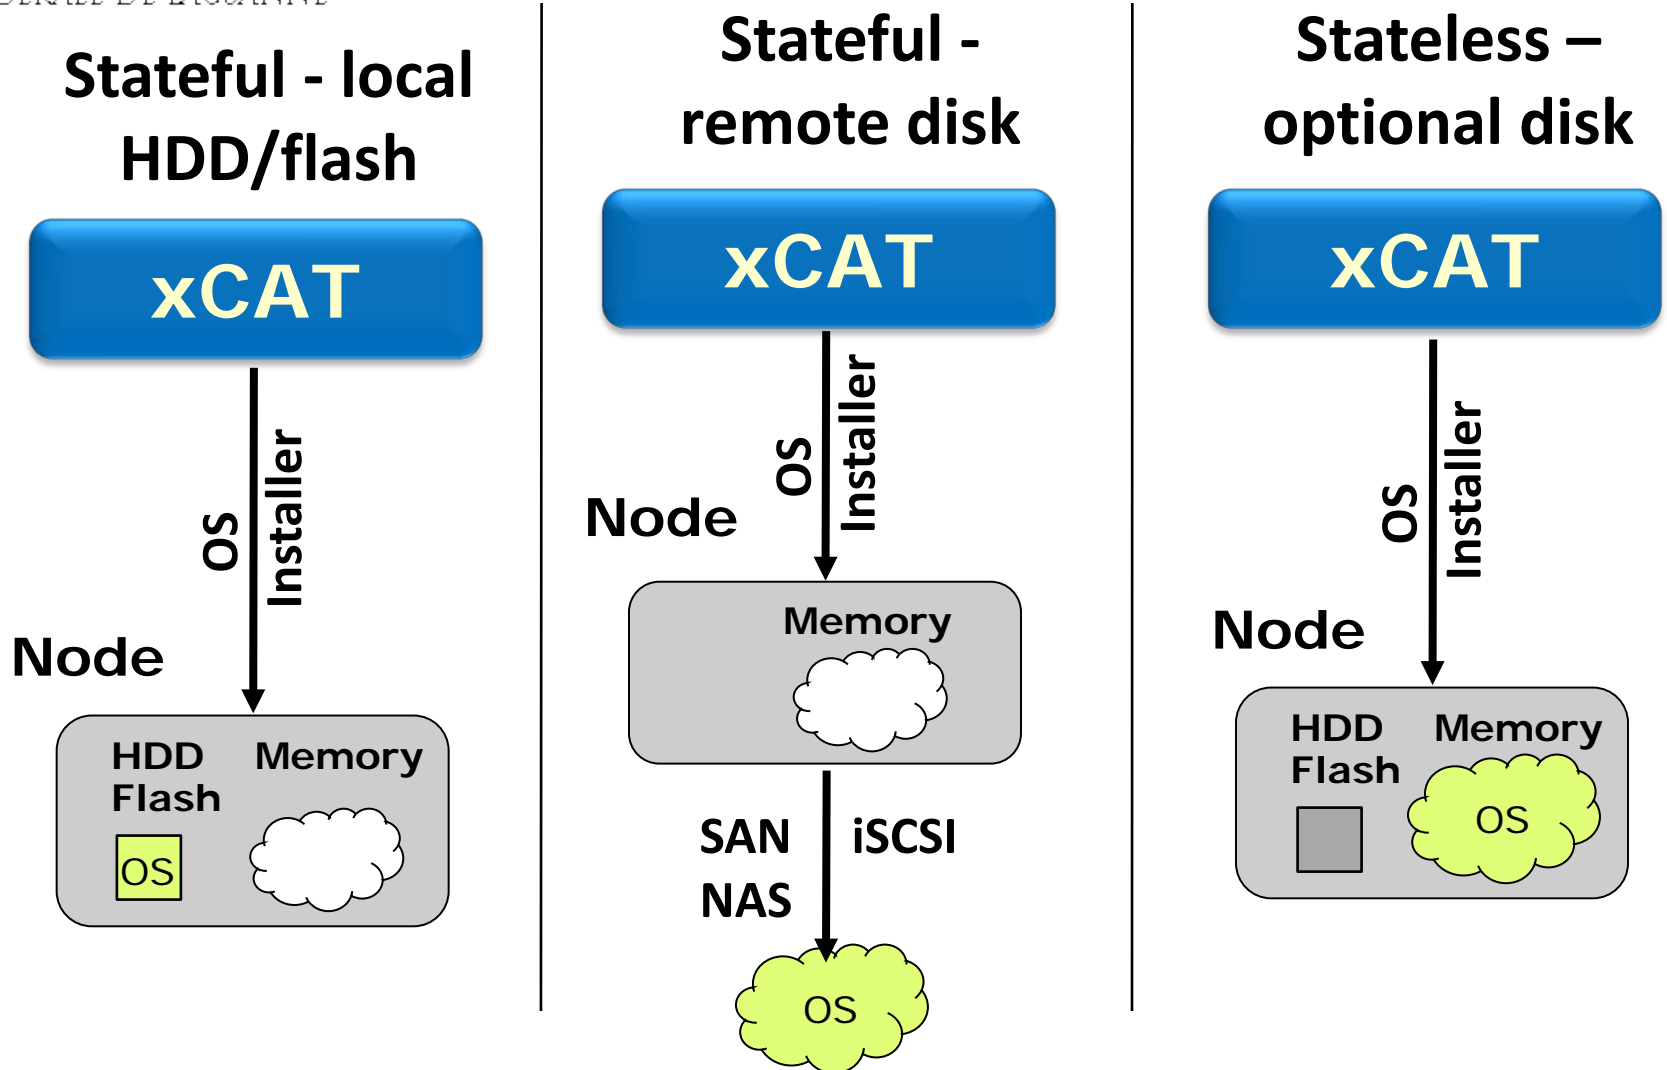 Stateful - local
HDD/flash
xCAT
OS
Installer
Node
HDD
Flash
Memory
OS
Stateful -
remote disk
xCAT
OS
Installer
Node
Memory
SAN
iSCSI
NAS
OS
Stateless –
optional disk
xCAT
OS
Installer
Node
HDD
Flash
Memory
OS